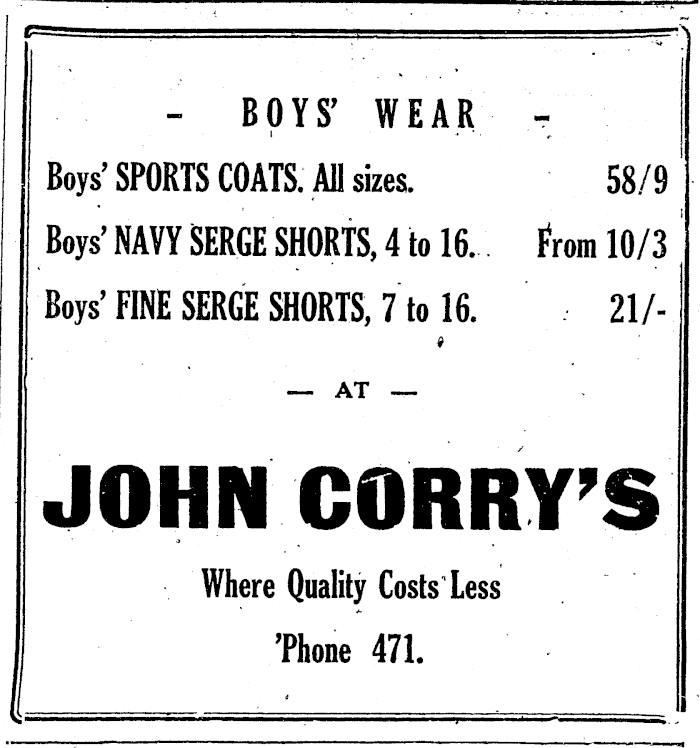 - BOYS' WEAR -
Boys' SPORTS COATS. All sizes. 58/9
Boys' NAVY SERGE SHORTS, 4 to 16. From 10/3
Boys' FINE SERGE SHORTS, 7 to 16. 21/-
— AT —
JOHN CORRY'S
Where Quality Costs Less
'Phone 471.